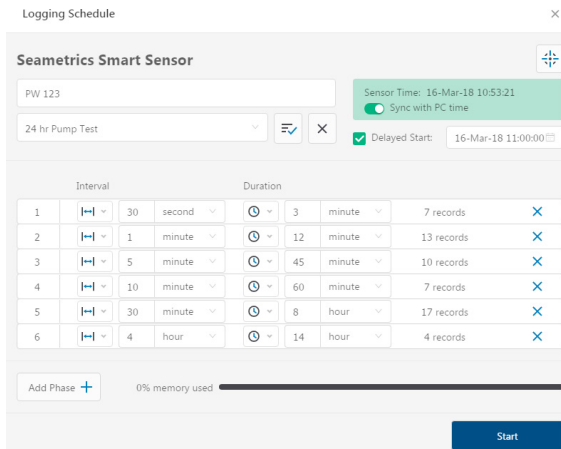 Logging Schedule
Seametrics Smart Sensor
PW 123
Sensor Time: 16-Mar-18 10:53:21
Sync with PC time
24 hr Pump Test
Delayed Start: 16-Mar-18 11:00:00
Interval Duration
1 30 second 3 minute 7 records
2 1 minute 12 minute 13 records
3 5 minute 45 minute 10 records
4 10 minute 60 minute 7 records
5 30 minute 8 hour 17 records
6 4 hour 14 hour 4 records
Add Phase 0% memory used
Start